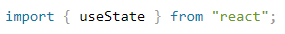 import { useState } from "react";